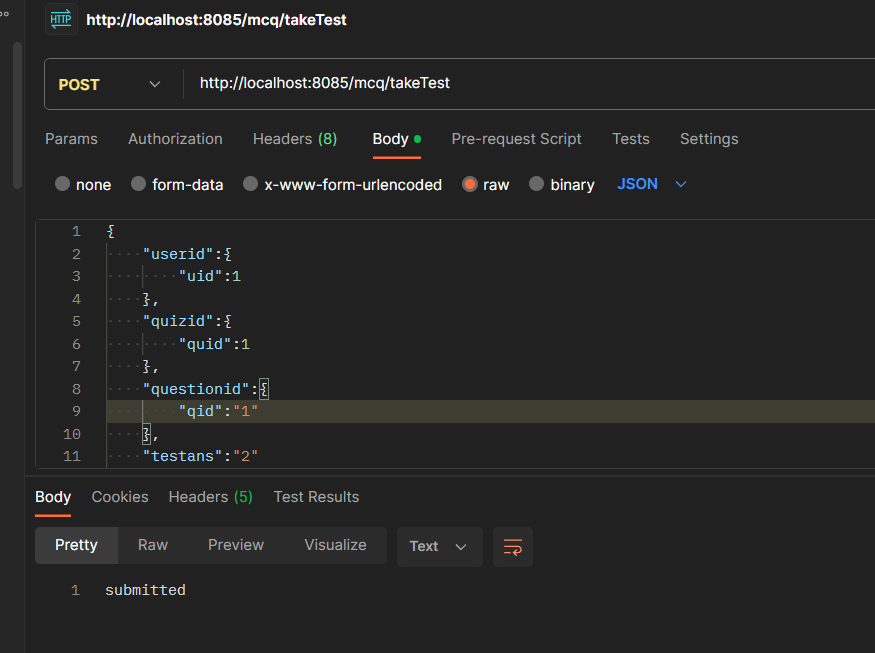 HTTP http://localhost:8085/mcq/takeTest
POST http://localhost:8085/mcq/takeTest
Params Authorization Headers (8) Body Pre-request Script Tests Settings
none form-data x-www-form-urlencoded raw binary JSON
1 {
2 "userid":{
3 "uid":1
4 },
5 "quizid":{
6 "quid":1
7 },
8 "questionid":{
9 "qid":"1"
10 },
11 "testans":"2"
Body Cookies Headers (5) Test Results
Pretty Raw Preview Visualize Text
1 submitted